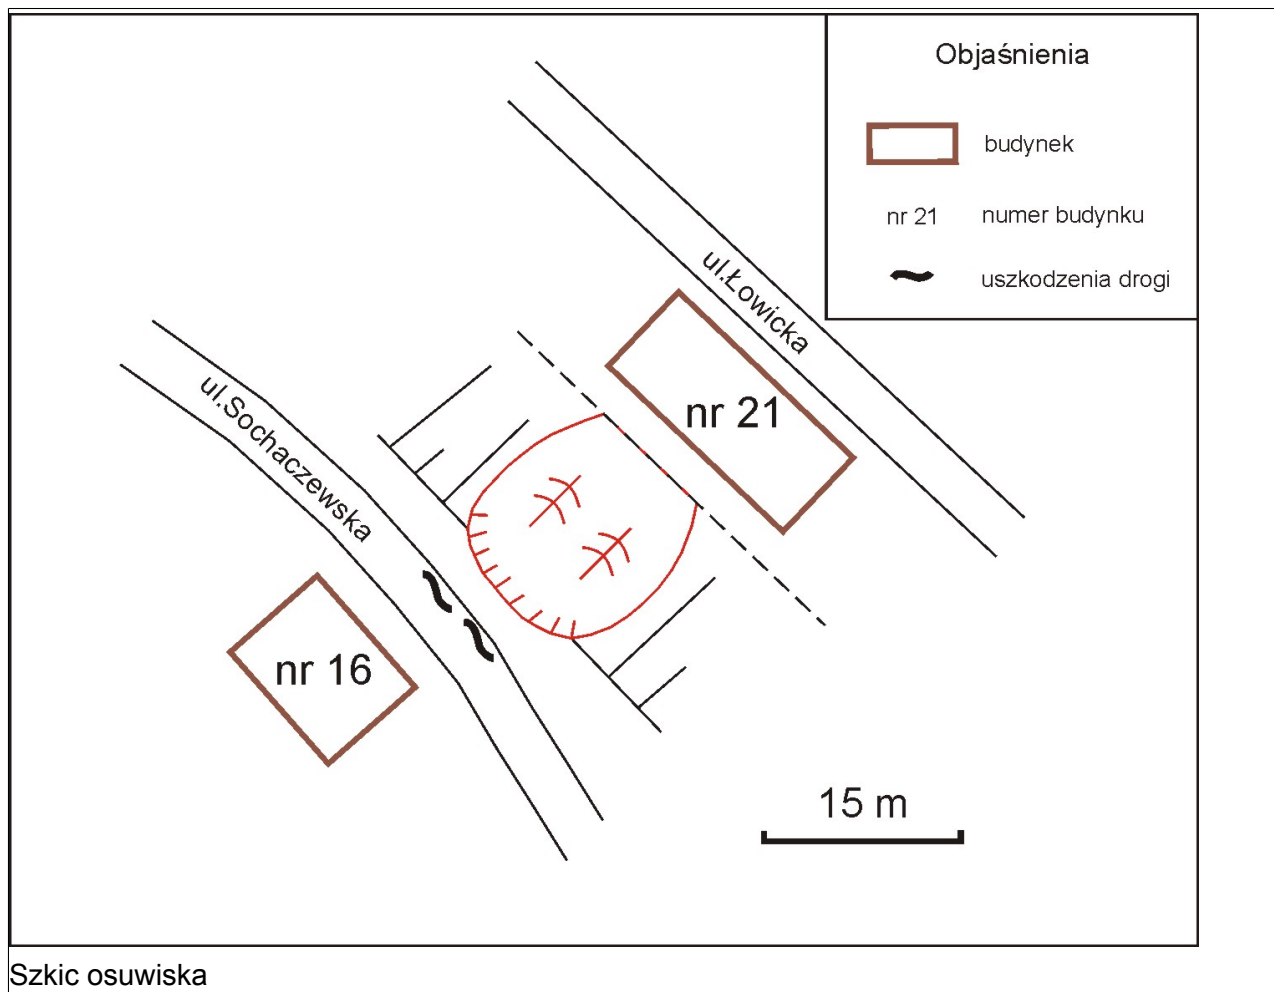 Objaśnienia
budynek
nr 21 numer budynku
uszkodzenia drogi
ul.Łowicka
nr 21
ul.Sochaczewska
nr 16
15 m
Szkic osuwiska